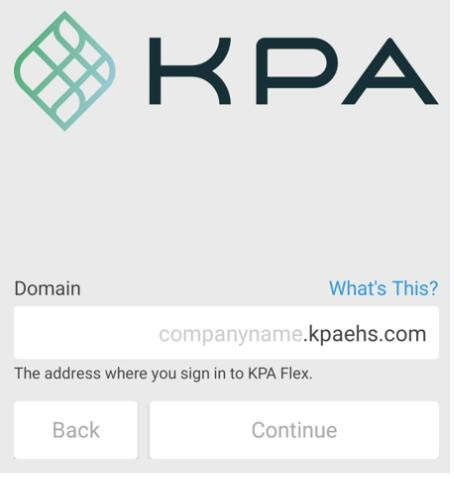 KPA
Domain What's This?
companyname.kpaehs.com
The address where you sign in to KPA Flex.
Back Continue